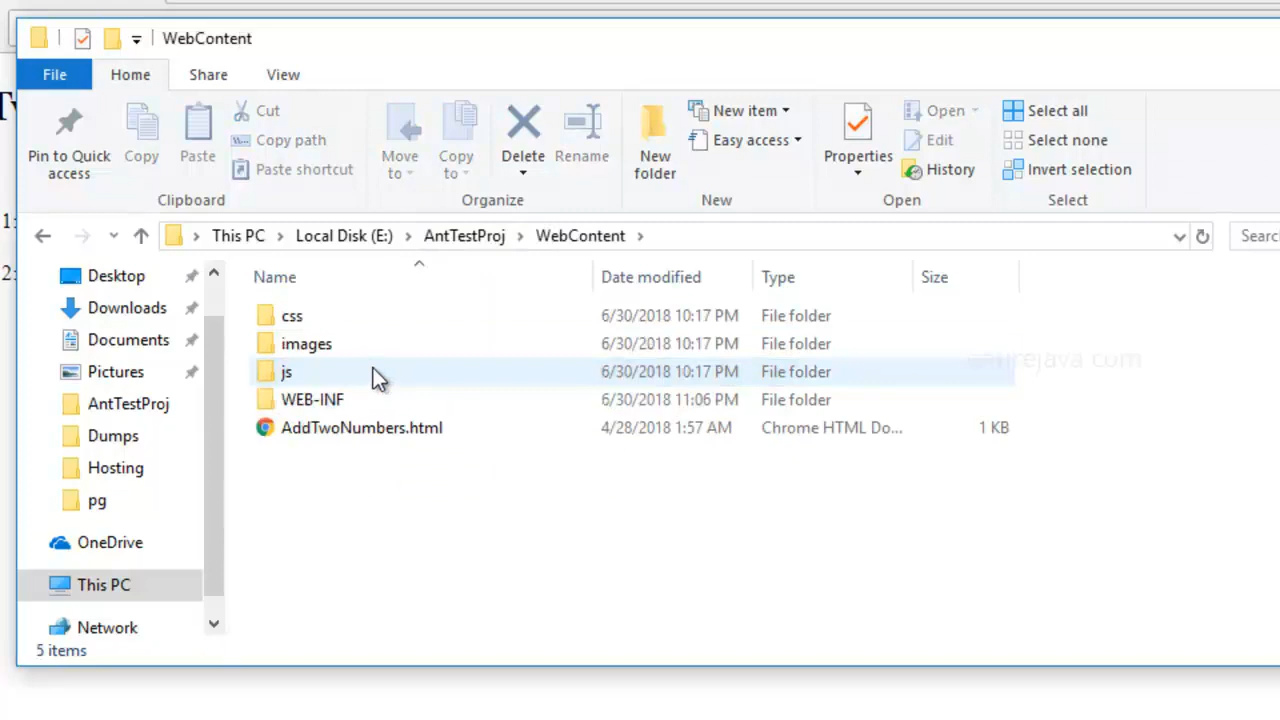 WebContent
File Home Share View
Cut
Copy path
Paste shortcut
Pin to Quick access
Copy
Paste
Clipboard
Move to
Copy to
Delete
Rename
Organize
New folder
New item
Easy access
New
Properties
Open
Edit
History
Open
Select all
Select none
Invert selection
Select
This PC Local Disk (E:) AntTestProj WebContent
Name Date modified Type Size
css 6/30/2018 10:17 PM File folder
images 6/30/2018 10:17 PM File folder
js 6/30/2018 10:17 PM File folder
WEB-INF 6/30/2018 11:06 PM File folder
AddTwoNumbers.html 4/28/2018 1:57 AM Chrome HTML Do... 1 KB
Desktop
Downloads
Documents
Pictures
AntTestProj
Dumps
Hosting
pg
OneDrive
This PC
Network
5 items
1:
2: